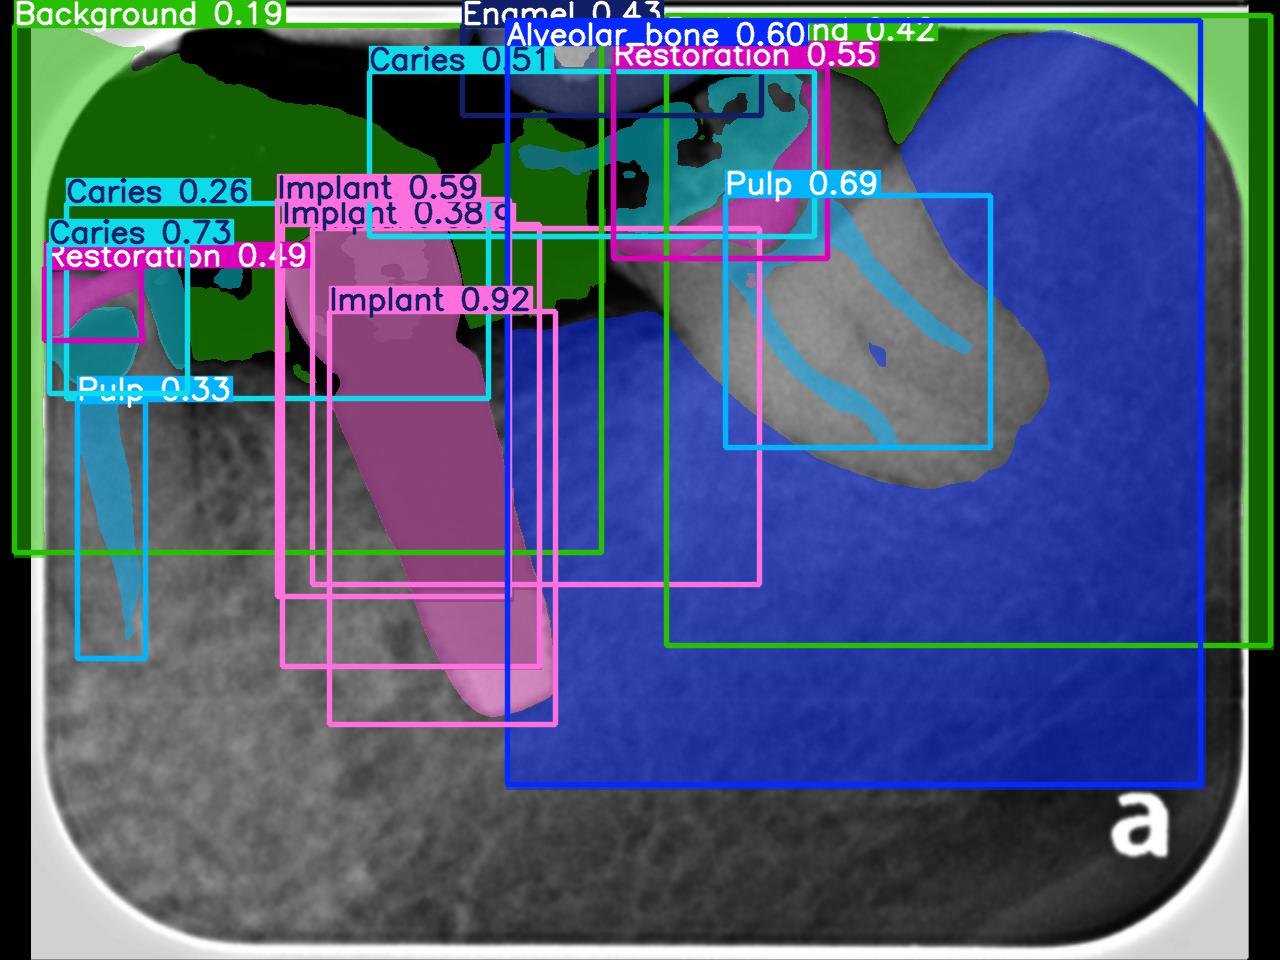 Background 0.19
Enamel 0.43
nd 0.42
Alveolar_bone 0.60
Restoration 0.55
Caries 0.51
Pulp 0.69
Caries 0.26
Implant 0.59
Implant 0.38
Caries 0.73
Restoration 0.49
Implant 0.92
Pulp 0.33
a